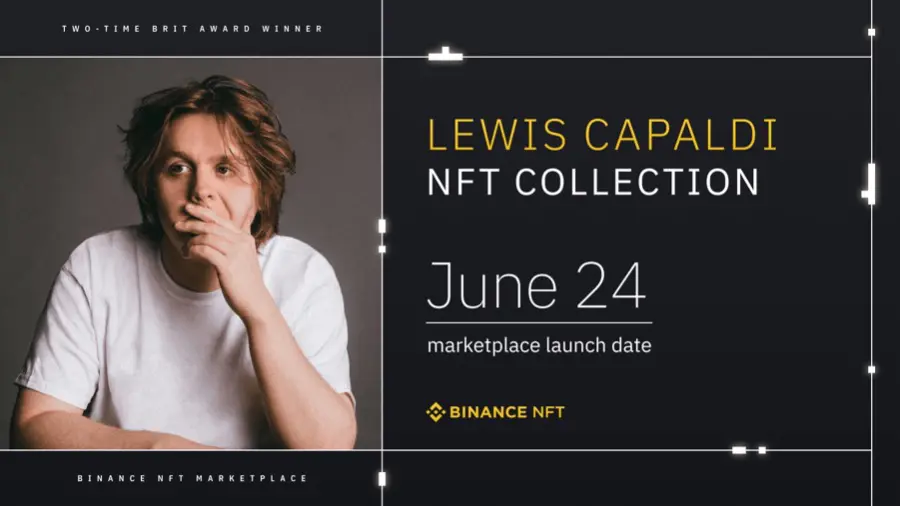 TWO-TIME BRIT AWARD WINNER
LEWIS CAPALDI
NFT COLLECTION
June 24
marketplace launch date
BINANCE NFT
BINANCE NFT MARKETPLACE